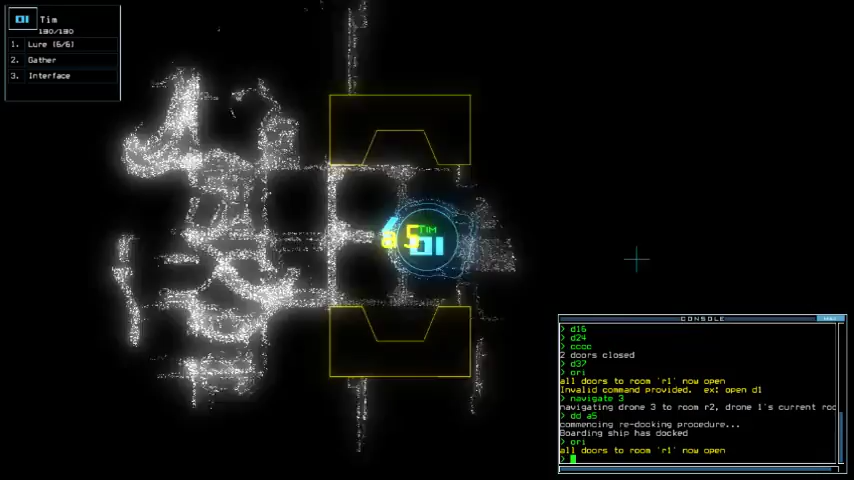 Tim
180/180
1. Lure (6/6)
2. Gather
3. Interface
a5
TIM
CONSOLE
> d16
> d24
> cccc
2 doors closed
> d37
> ori
all doors to room 'r1' now open
Invalid command provided. ex: open d1
> navigate 3
navigating drone 3 to room r2, drone 1's current roo
> dd a5
commencing re-docking procedure...
Boarding ship has docked
> ori
all doors to room 'r1' now open
>